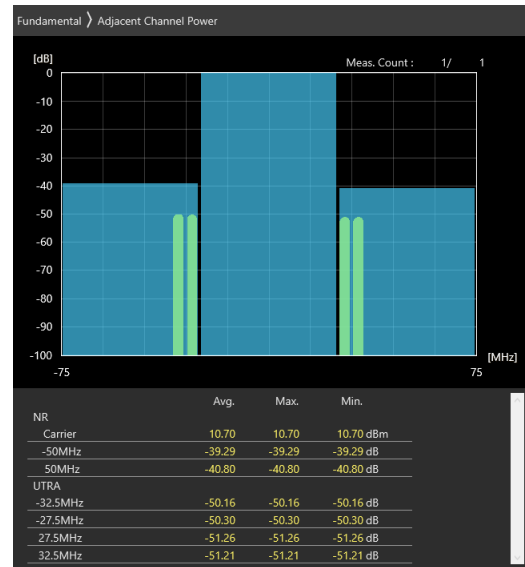 Fundamental 〉 Adjacent Channel Power
[dB] Meas. Count : 1/ 1
0
-10
-20
-30
-40
-50
-60
-70
-80
-90
-100 [MHz]
-75 75
Avg. Max. Min.
NR
Carrier 10.70 10.70 10.70 dBm
-50MHz -39.29 -39.29 -39.29 dB
50MHz -40.80 -40.80 -40.80 dB
UTRA
-32.5MHz -50.16 -50.16 -50.16 dB
-27.5MHz -50.30 -50.30 -50.30 dB
27.5MHz -51.26 -51.26 -51.26 dB
32.5MHz -51.21 -51.21 -51.21 dB